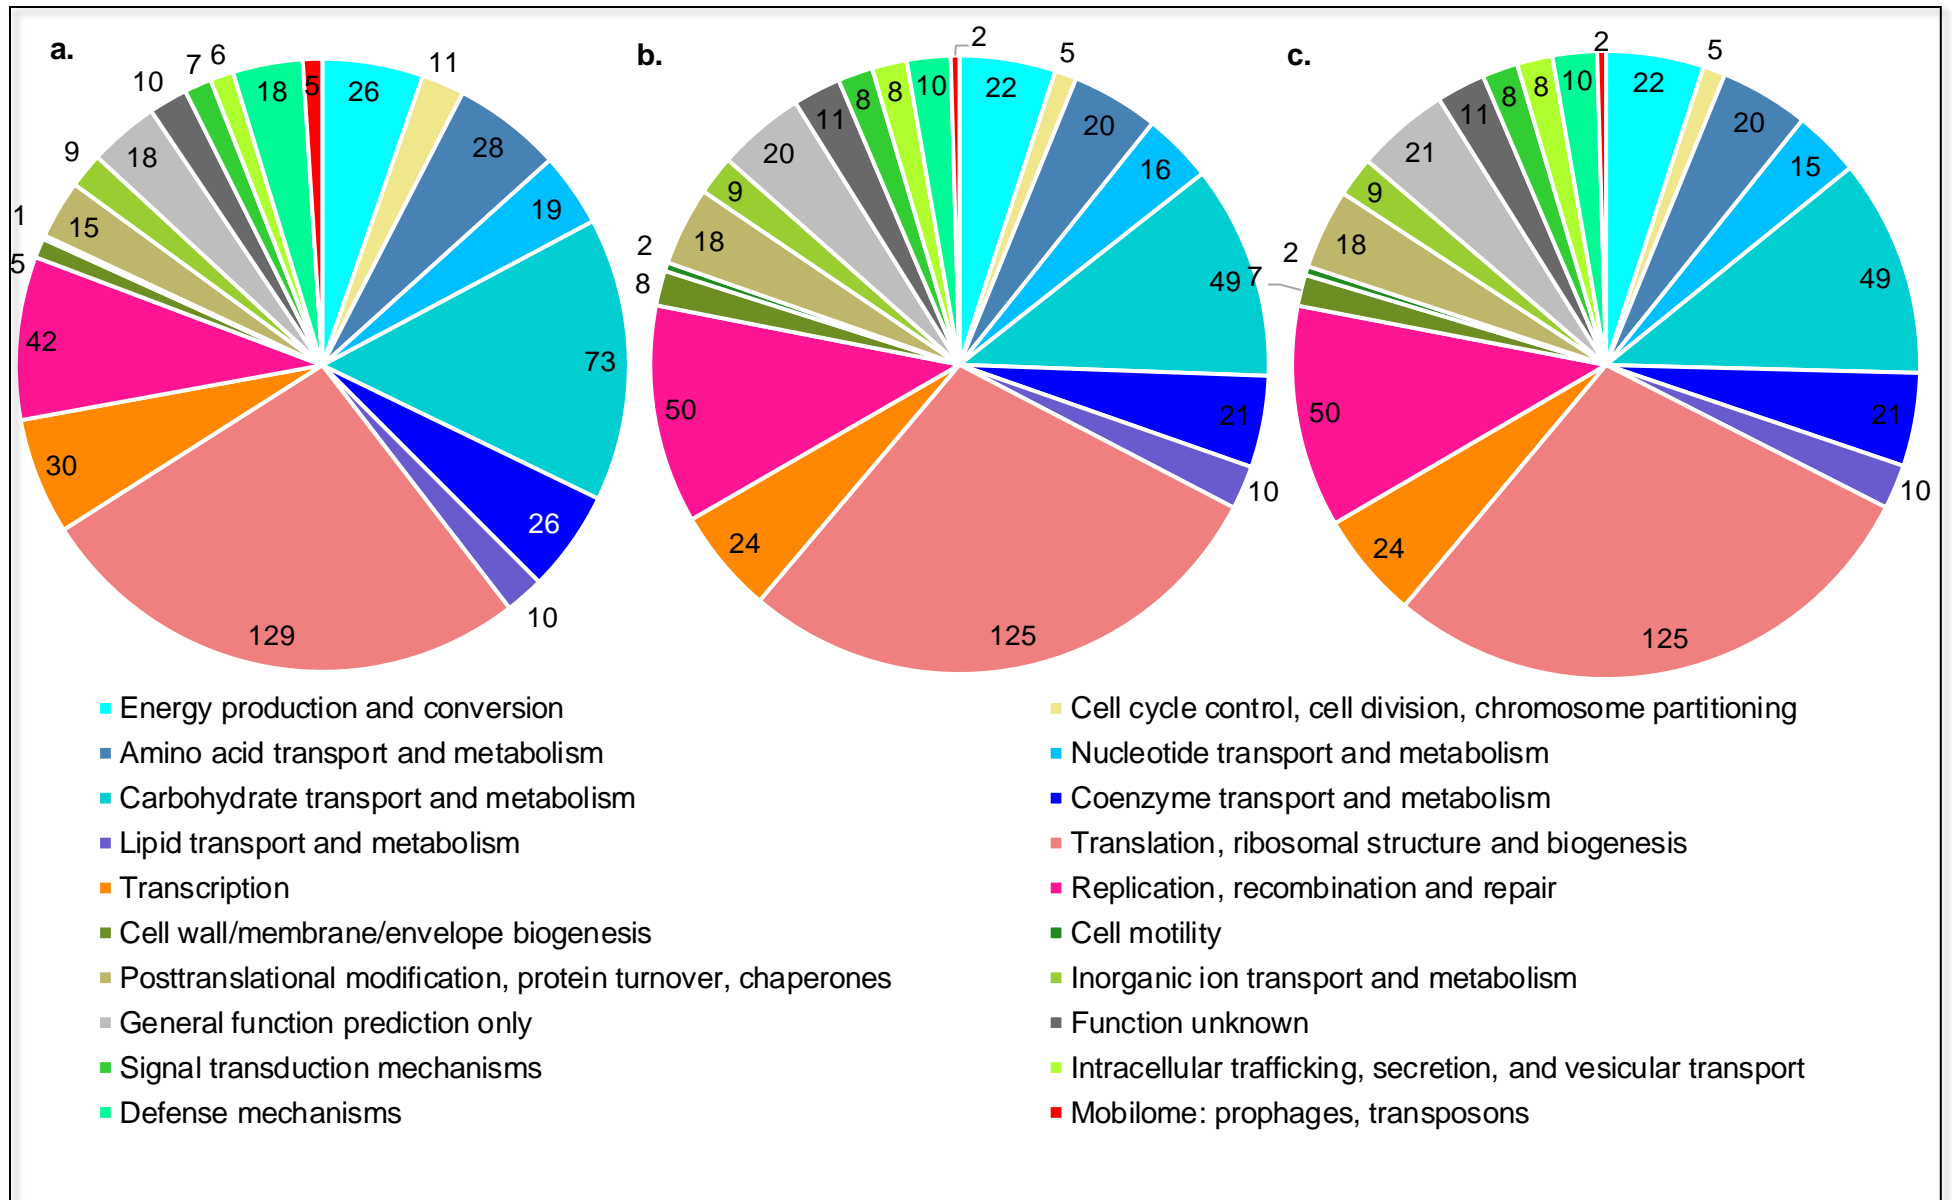 a.
26
11
28
19
73
26
10
129
30
42
5
1
15
9
18
10
7
6
18
5
b.
22
5
20
16
49
21
10
125
24
50
8
2
18
9
20
11
8
8
10
2
c.
22
5
20
15
49
21
10
125
24
50
7
2
18
9
21
11
8
8
10
2
Energy production and conversion
Cell cycle control, cell division, chromosome partitioning
Amino acid transport and metabolism
Nucleotide transport and metabolism
Carbohydrate transport and metabolism
Coenzyme transport and metabolism
Lipid transport and metabolism
Translation, ribosomal structure and biogenesis
Transcription
Replication, recombination and repair
Cell wall/membrane/envelope biogenesis
Cell motility
Posttranslational modification, protein turnover, chaperones
Inorganic ion transport and metabolism
General function prediction only
Function unknown
Signal transduction mechanisms
Intracellular trafficking, secretion, and vesicular transport
Defense mechanisms
Mobilome: prophages, transposons